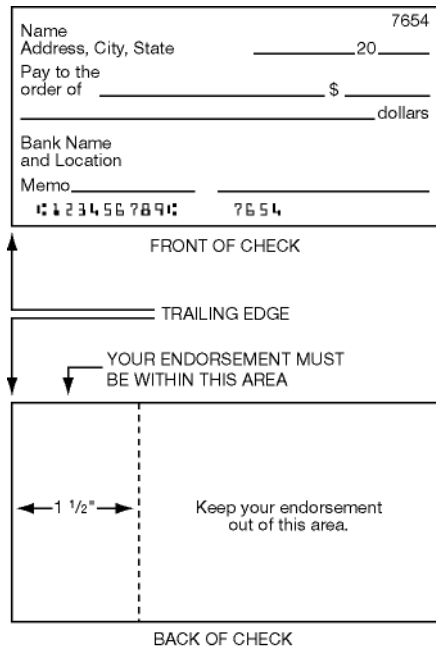 7654
Name
Address, City, State
20
Pay to the
order of $
dollars
Bank Name
and Location
Memo
⑆123456789⑆ 7654
FRONT OF CHECK
TRAILING EDGE
YOUR ENDORSEMENT MUST
BE WITHIN THIS AREA
1 1/2"
Keep your endorsement
out of this area.
BACK OF CHECK